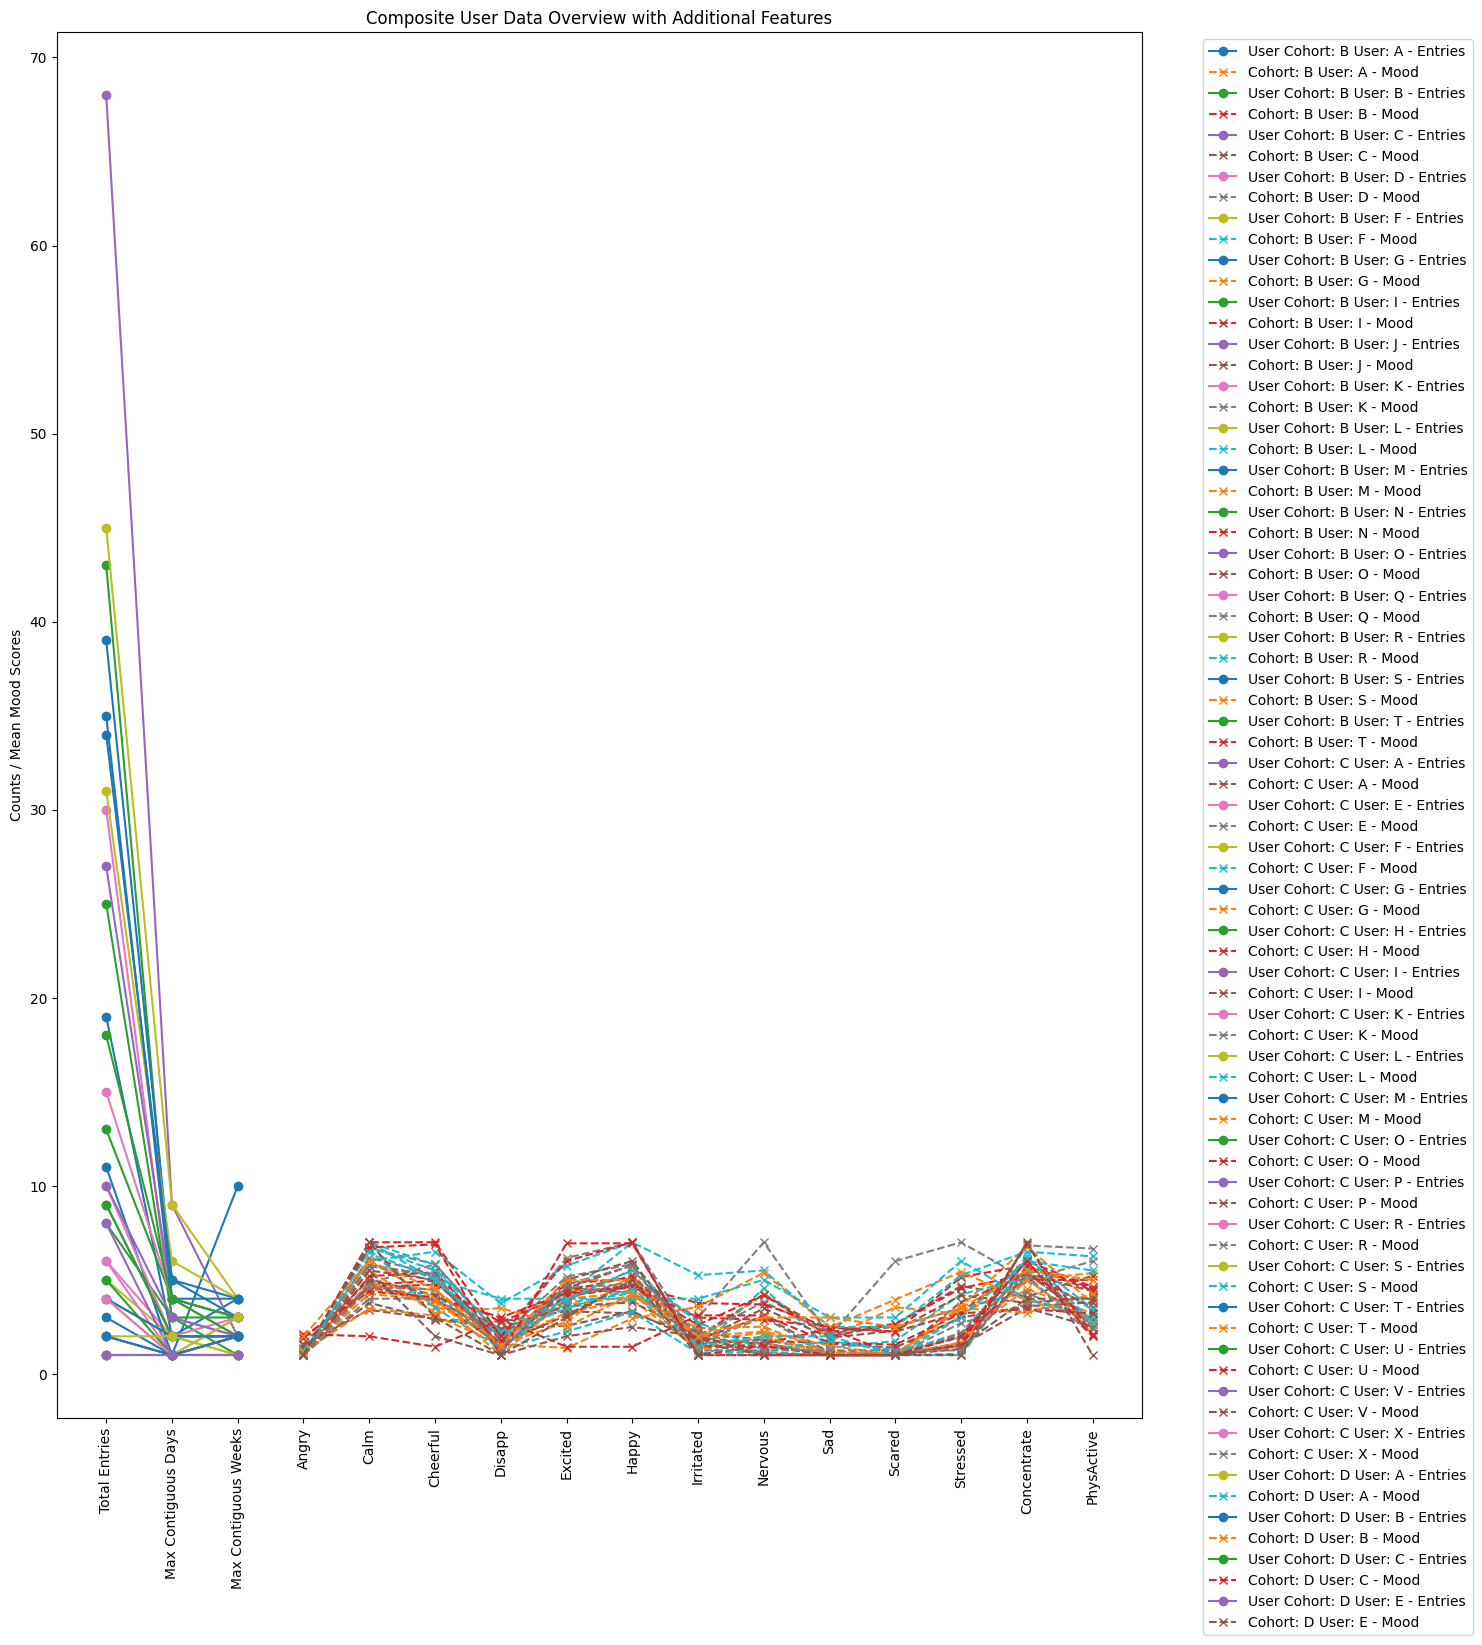 Composite User Data Overview with Additional Features
Counts / Mean Mood Scores
70
60
50
40
30
20
10
0
Total Entries
Max Contiguous Days
Max Contiguous Weeks
Angry
Calm
Cheerful
Disapp
Excited
Happy
Irritated
Nervous
Sad
Scared
Stressed
Concentrate
PhysActive
User Cohort: B User: A - Entries
Cohort: B User: A - Mood
User Cohort: B User: B - Entries
Cohort: B User: B - Mood
User Cohort: B User: C - Entries
Cohort: B User: C - Mood
User Cohort: B User: D - Entries
Cohort: B User: D - Mood
User Cohort: B User: F - Entries
Cohort: B User: F - Mood
User Cohort: B User: G - Entries
Cohort: B User: G - Mood
User Cohort: B User: I - Entries
Cohort: B User: I - Mood
User Cohort: B User: J - Entries
Cohort: B User: J - Mood
User Cohort: B User: K - Entries
Cohort: B User: K - Mood
User Cohort: B User: L - Entries
Cohort: B User: L - Mood
User Cohort: B User: M - Entries
Cohort: B User: M - Mood
User Cohort: B User: N - Entries
Cohort: B User: N - Mood
User Cohort: B User: O - Entries
Cohort: B User: O - Mood
User Cohort: B User: Q - Entries
Cohort: B User: Q - Mood
User Cohort: B User: R - Entries
Cohort: B User: R - Mood
User Cohort: B User: S - Entries
Cohort: B User: S - Mood
User Cohort: B User: T - Entries
Cohort: B User: T - Mood
User Cohort: C User: A - Entries
Cohort: C User: A - Mood
User Cohort: C User: E - Entries
Cohort: C User: E - Mood
User Cohort: C User: F - Entries
Cohort: C User: F - Mood
User Cohort: C User: G - Entries
Cohort: C User: G - Mood
User Cohort: C User: H - Entries
Cohort: C User: H - Mood
User Cohort: C User: I - Entries
Cohort: C User: I - Mood
User Cohort: C User: K - Entries
Cohort: C User: K - Mood
User Cohort: C User: L - Entries
Cohort: C User: L - Mood
User Cohort: C User: M - Entries
Cohort: C User: M - Mood
User Cohort: C User: O - Entries
Cohort: C User: O - Mood
User Cohort: C User: P - Entries
Cohort: C User: P - Mood
User Cohort: C User: R - Entries
Cohort: C User: R - Mood
User Cohort: C User: S - Entries
Cohort: C User: S - Mood
User Cohort: C User: T - Entries
Cohort: C User: T - Mood
User Cohort: C User: U - Entries
Cohort: C User: U - Mood
User Cohort: C User: V - Entries
Cohort: C User: V - Mood
User Cohort: C User: X - Entries
Cohort: C User: X - Mood
User Cohort: D User: A - Entries
Cohort: D User: A - Mood
User Cohort: D User: B - Entries
Cohort: D User: B - Mood
User Cohort: D User: C - Entries
Cohort: D User: C - Mood
User Cohort: D User: E - Entries
Cohort: D User: E - Mood